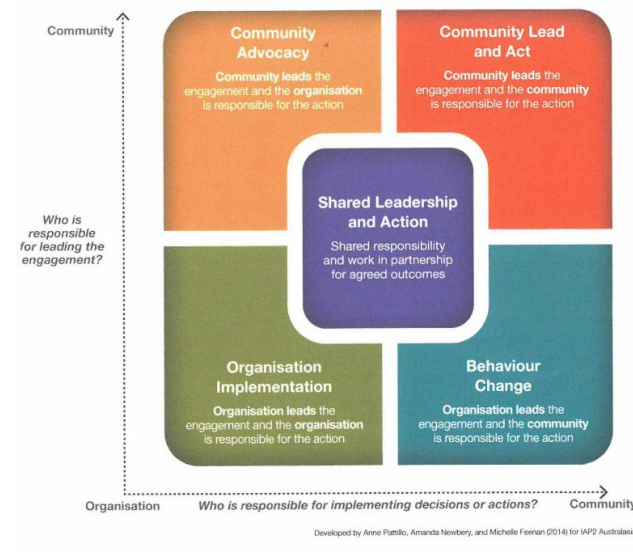 Community
Community
Advocacy
Community leads the
engagement and the organisation
is responsible for the action
Community Lead
and Act
Community leads the
engagement and the community
is responsible for the action
Who is
responsible
for leading the
engagement?
Shared Leadership
and Action
Shared responsibility
and work in partnership
for agreed outcomes
Organisation
Implementation
Organisation leads the
engagement and the organisation
is responsible for the action
Behaviour
Change
Organisation leads the
engagement and the community
is responsible for the action
Organisation
Who is responsible for implementing decisions or actions?
Community
Developed by Anne Pattillo, Amanda Newbery, and Michelle Feenan (2014) for IAP2 Australasia